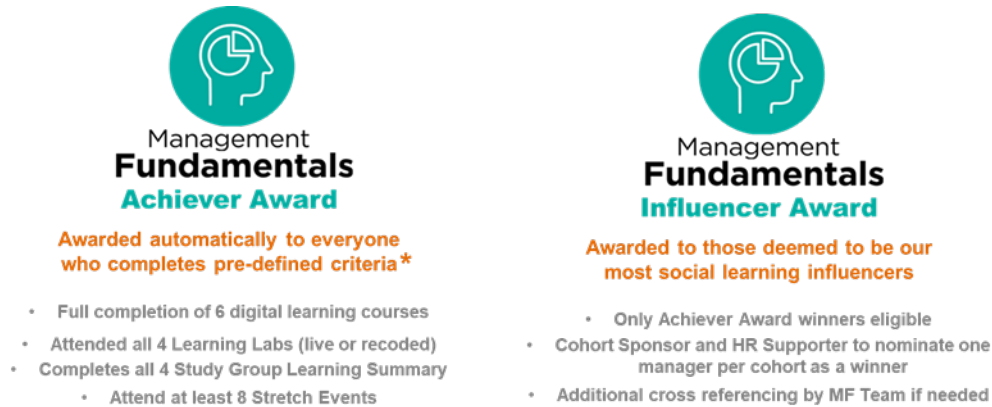 Management
Fundamentals
Achiever Award
Awarded automatically to everyone
who completes pre-defined criteria*
• Full completion of 6 digital learning courses
• Attended all 4 Learning Labs (live or recoded)
• Completes all 4 Study Group Learning Summary
• Attend at least 8 Stretch Events
Management
Fundamentals
Influencer Award
Awarded to those deemed to be our
most social learning influencers
• Only Achiever Award winners eligible
• Cohort Sponsor and HR Supporter to nominate one
manager per cohort as a winner
• Additional cross referencing by MF Team if needed